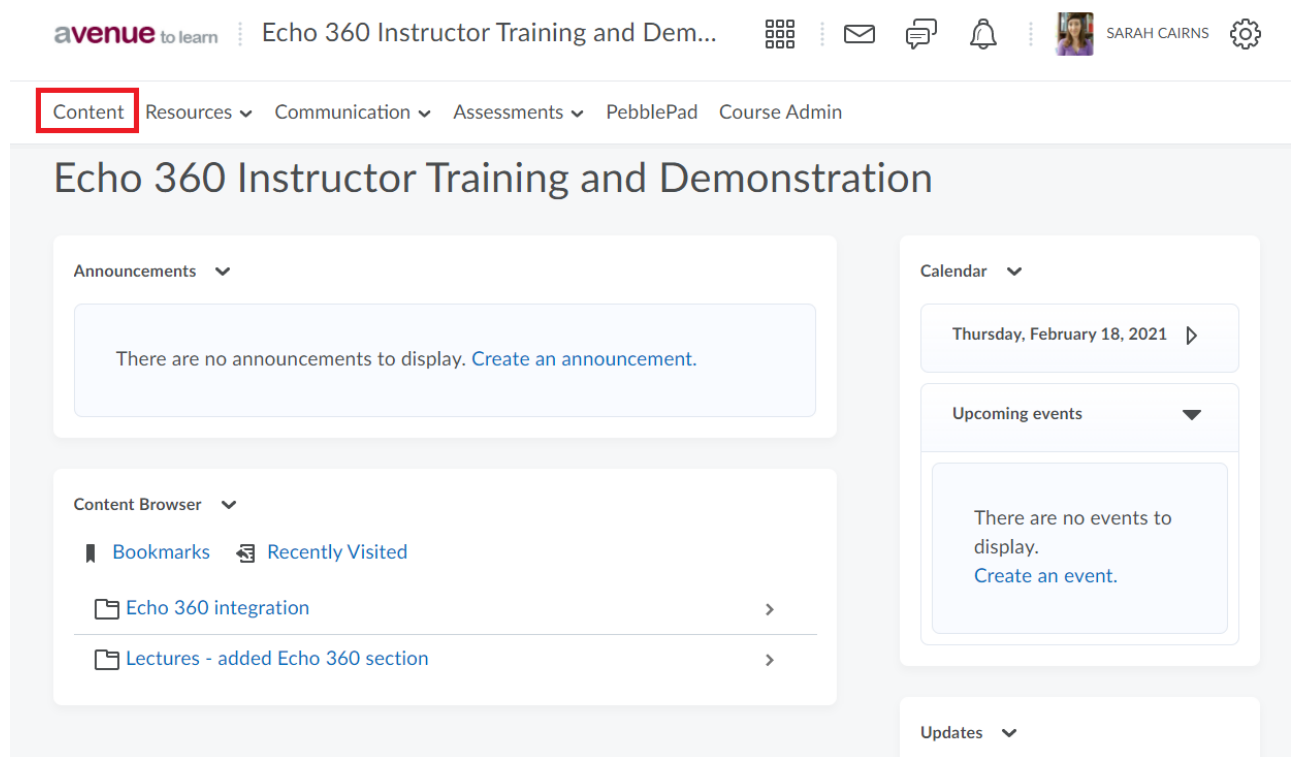 avenue to learn
Echo 360 Instructor Training and Dem...
SARAH CAIRNS
Content Resources Communication Assessments PebblePad Course Admin
Echo 360 Instructor Training and Demonstration
Announcements
There are no announcements to display. Create an announcement.
Content Browser
Bookmarks Recently Visited
Echo 360 integration
Lectures - added Echo 360 section
Calendar
Thursday, February 18, 2021
Upcoming events
There are no events to
display.
Create an event.
Updates